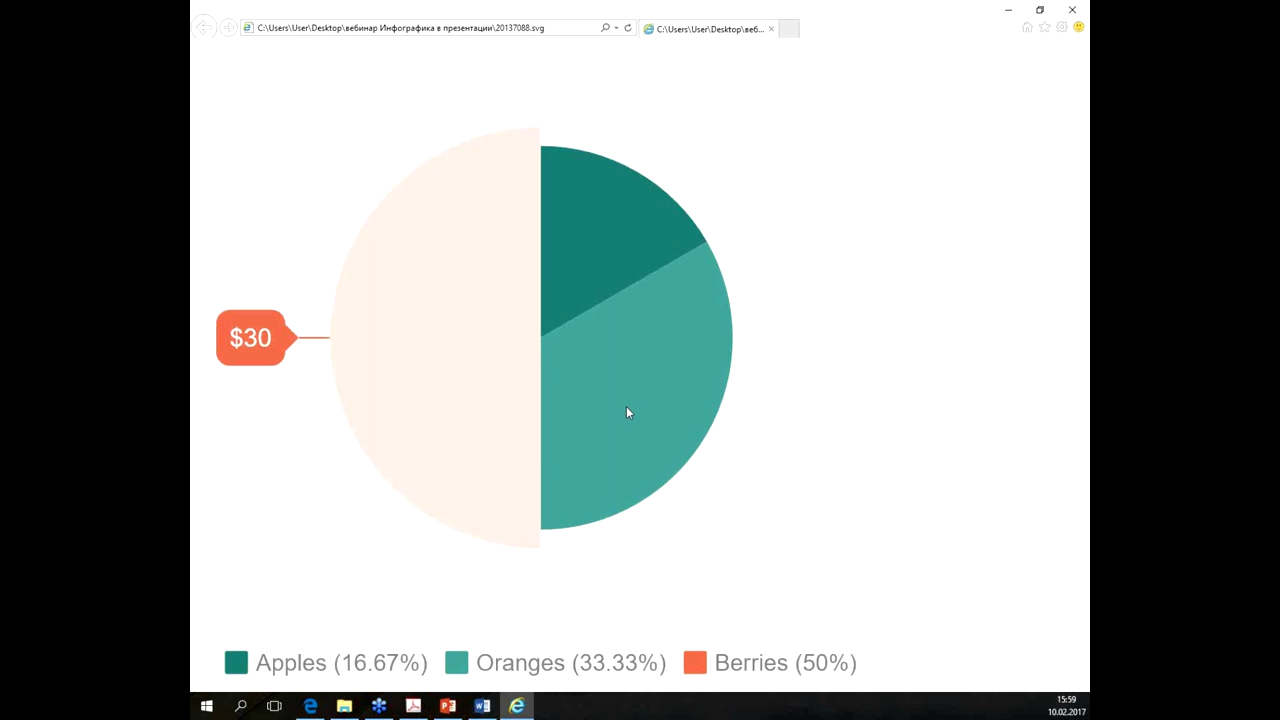 C:\Users\User\Desktop\вебинар Инфографика в презентации\20137088.svg
C:\Users\User\Desktop\веб...
$30
Apples (16.67%)
Oranges (33.33%)
Berries (50%)
15:59
10.02.2017